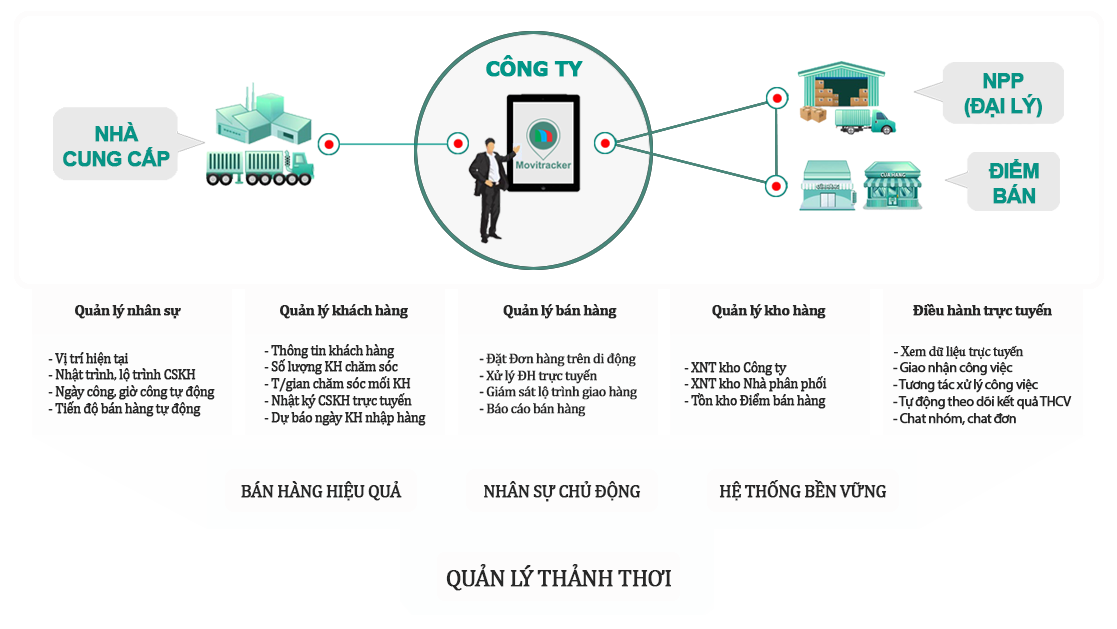 CÔNG TY
NHÀ
CUNG CẤP
Movitracker
NPP
(ĐẠI LÝ)
ĐIỂM
BÁN
CỬA HÀNG
Quản lý nhân sự
- Vị trí hiện tại
- Nhật trình, lộ trình CSKH
- Ngày công, giờ công tự động
- Tiến độ bán hàng tự động
Quản lý khách hàng
- Thông tin khách hàng
- Số lượng KH chăm sóc
- T/gian chăm sóc mối KH
- Nhật ký CSKH trực tuyến
- Dự báo ngày KH nhập hàng
Quản lý bán hàng
- Đặt Đơn hàng trên di động
- Xử lý ĐH trực tuyến
- Giám sát lộ trình giao hàng
- Báo cáo bán hàng
Quản lý kho hàng
- XNT kho Công ty
- XNT kho Nhà phân phối
- Tồn kho Điểm bán hàng
Điều hành trực tuyến
- Xem dữ liệu trực tuyến
- Giao nhận công việc
- Tương tác xử lý công việc
- Tự động theo dõi kết quả THCV
- Chat nhóm, chat đơn
BÁN HÀNG HIỆU QUẢ
NHÂN SỰ CHỦ ĐỘNG
HỆ THỐNG BỀN VỮNG
QUẢN LÝ THẢNH THƠI